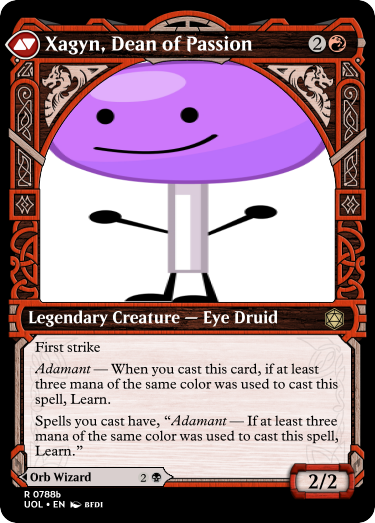 Xagyn, Dean of Passion 2
Legendary Creature — Eye Druid
First strike
Adamant — When you cast this card, if at least
three mana of the same color was used to cast this
spell, Learn.
Spells you cast have, “Adamant — If at least three
mana of the same color was used to cast this spell,
Learn.”
Orb Wizard 2
2/2
R 0788b
UOL • EN BFDI